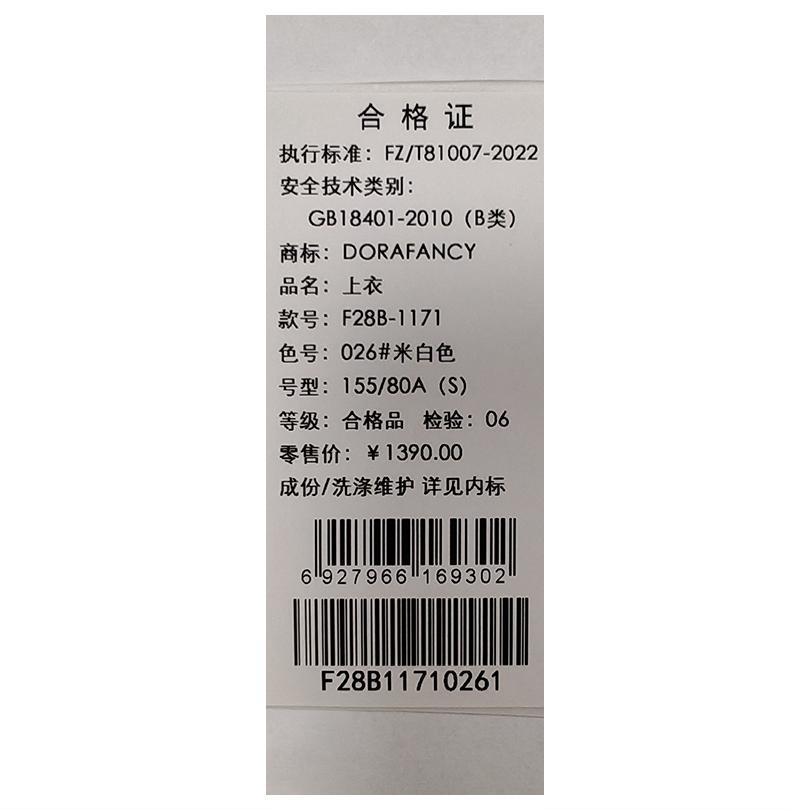 合格证
执行标准：FZ/T81007-2022
安全技术类别：
GB18401-2010（B类）
商标：DORAFANCY
品名：上衣
款号：F28B-1171
色号：026#米白色
号型：155/80A（S）
等级：合格品 检验：06
零售价：￥1390.00
成份/洗涤维护 详见内标
6 927966 169302
F28B11710261